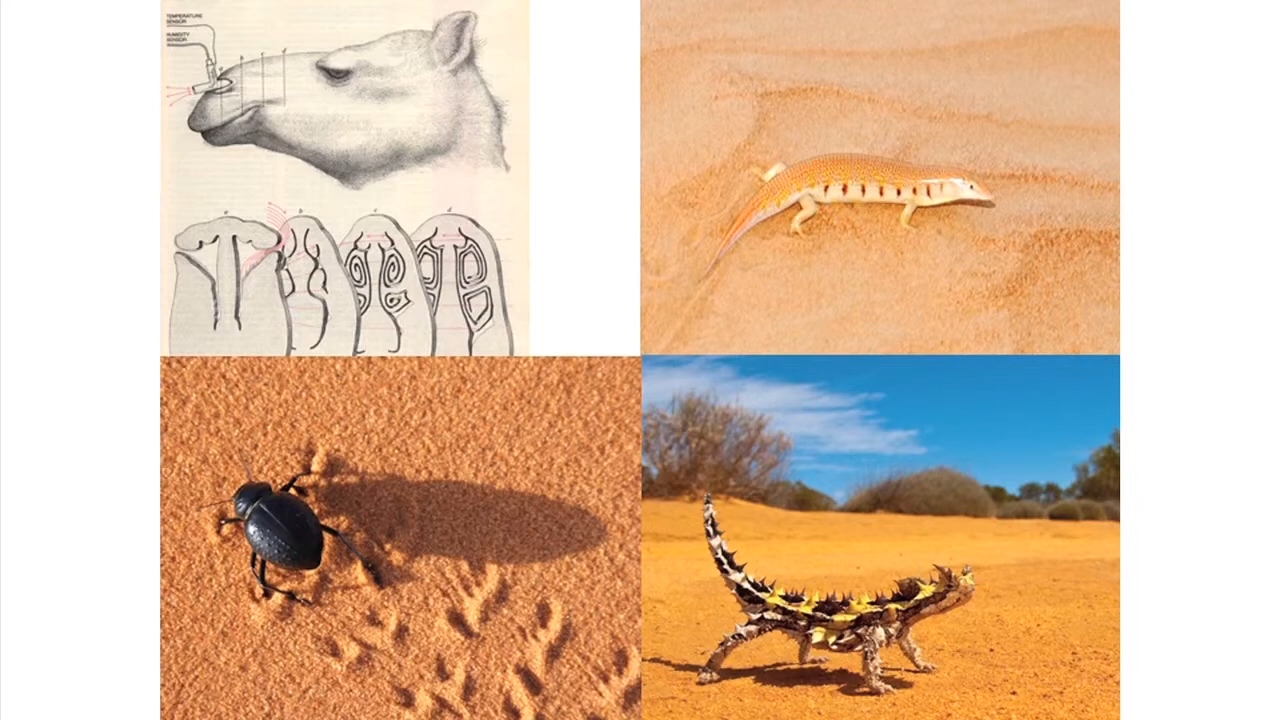 TEMPERATURE
SENSOR
HUMIDITY
SENSOR
a
b
c
d